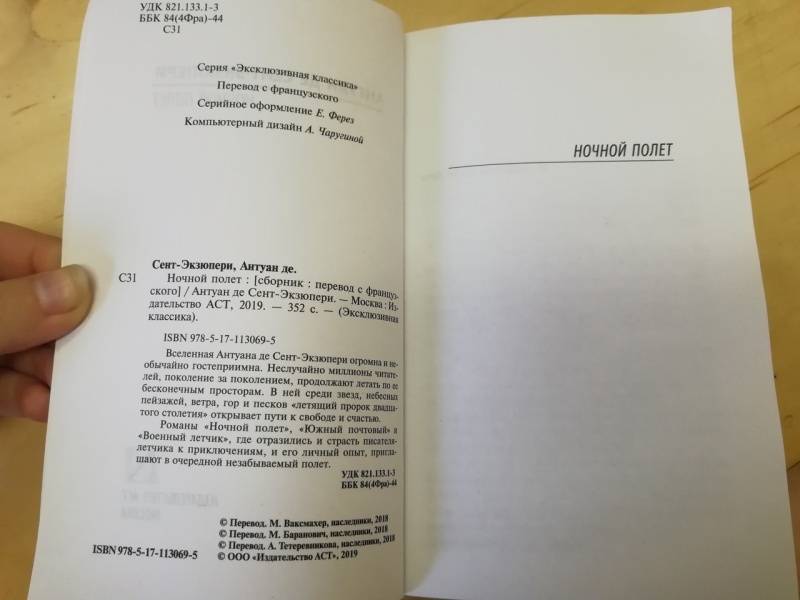 УДК 821.133.1-3
ББК 84(4Фра)-44
С31
Серия «Эксклюзивная классика»
Перевод с французского
Серийное оформление Е. Ферез
Компьютерный дизайн А. Чаругиной
Сент-Экзюпери, Антуан де.
С31 Ночной полет : [сборник : перевод с француз-
ского] / Антуан де Сент-Экзюпери. — Москва : Из-
дательство АСТ, 2019. — 352 с. — (Эксклюзивная
классика).
ISBN 978-5-17-113069-5
Вселенная Антуана де Сент-Экзюпери огромна и не-
обычайно гостеприимна. Неслучайно миллионы читате-
лей, поколение за поколением, продолжают летать по ее
бесконечным просторам. В ней среди звезд, небесных
пейзажей, ветра, гор и песков «летящий пророк двадца-
того столетия» открывает пути к свободе и счастью.
Романы «Ночной полет», «Южный почтовый» и
«Военный летчик», где отразились и страсть писателя-
летчика к приключениям, и его личный опыт, пригла-
шают в очередной незабываемый полет.
УДК 821.133.1-3
ББК 84(4Фра)-44
© Перевод. М. Ваксмахер, наследники, 2018
© Перевод. М. Баранович, наследники, 2018
© Перевод. А. Тетеревникова, наследники, 2018
ISBN 978-5-17-113069-5 © ООО «Издательство АСТ», 2019
НОЧНОЙ ПОЛЕТ